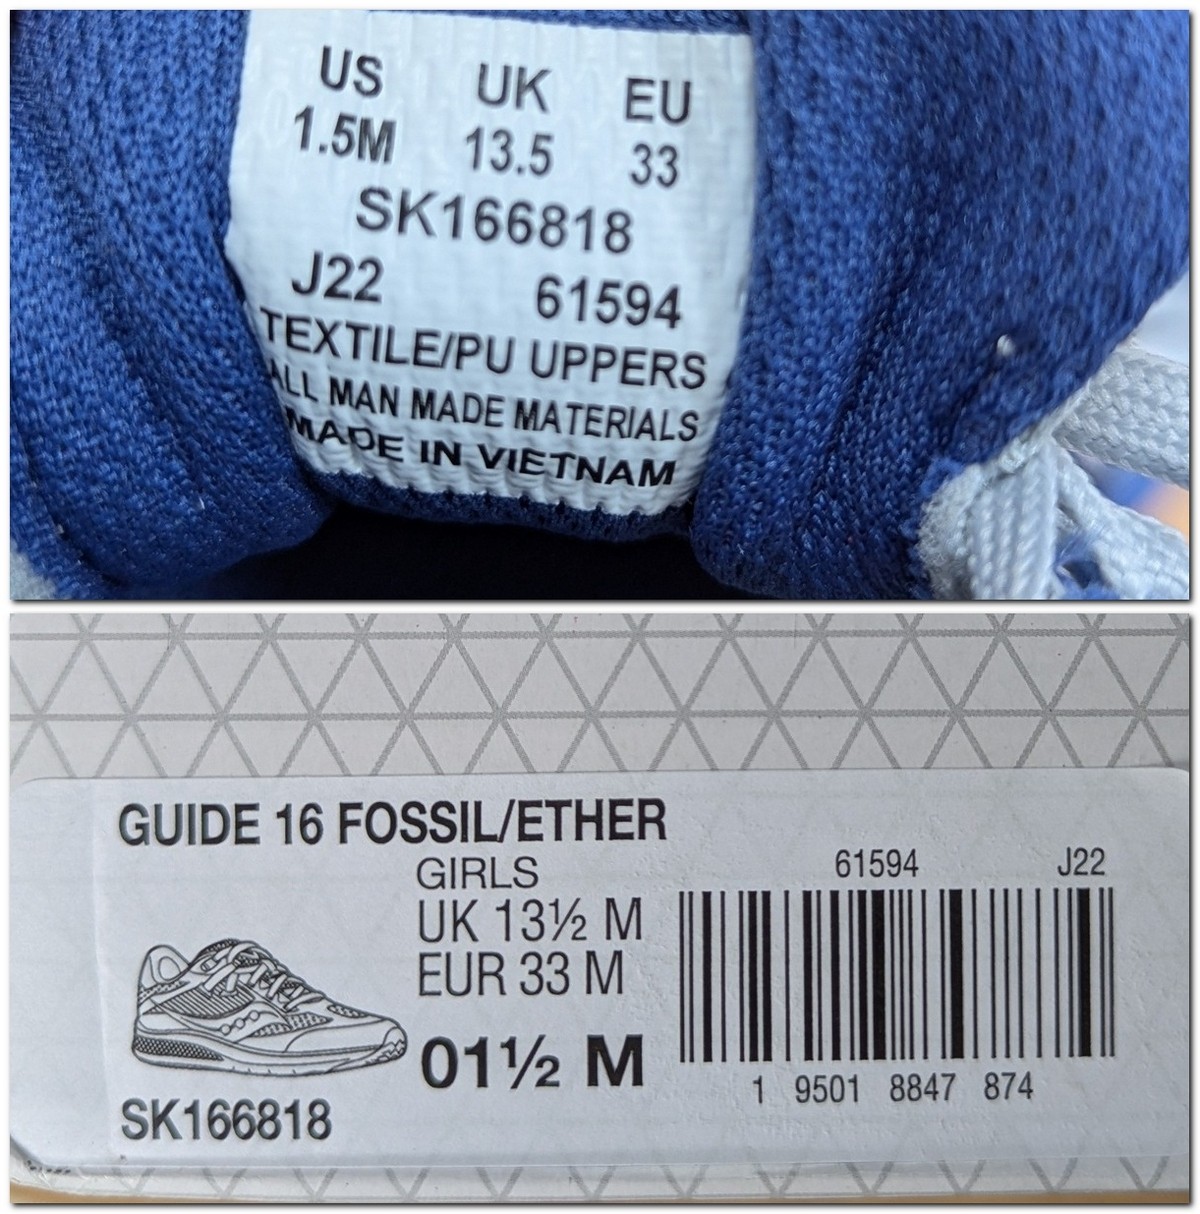 US UK EU
1.5M 13.5 33
SK166818
J22 61594
TEXTILE/PU UPPERS
ALL MAN MADE MATERIALS
MADE IN VIETNAM
GUIDE 16 FOSSIL/ETHER
GIRLS
UK 13½ M
EUR 33 M
01½ M
SK166818
61594 J22
1 9501 8847 874